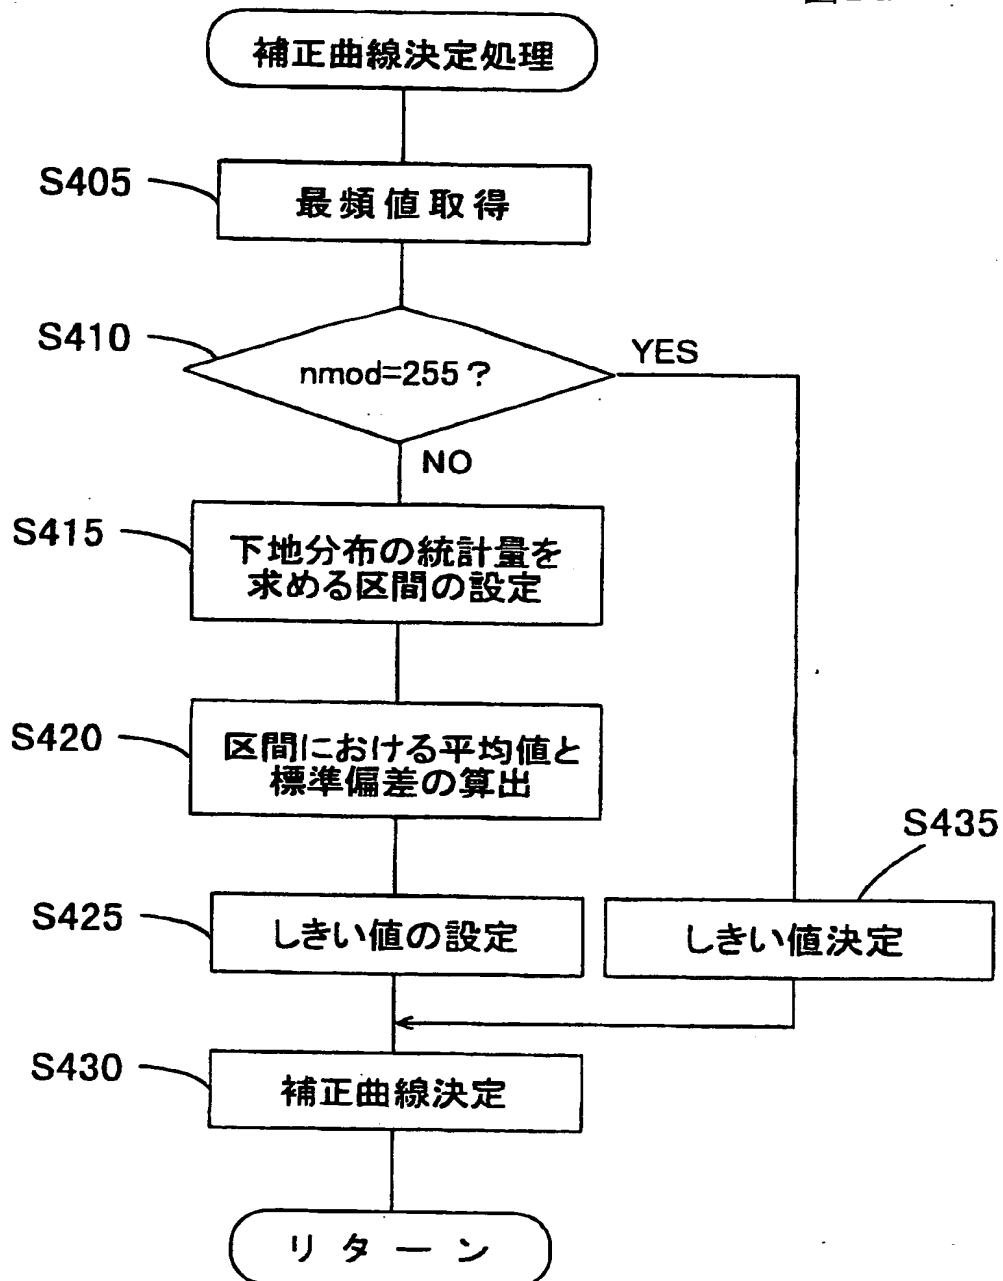 補正曲線決定処理
S405
最頻値取得
S410
nmod=255?
YES
NO
S415
下地分布の統計量を
求める区間の設定
S420
区間における平均値と
標準偏差の算出
S435
S425
しきい値の設定
しきい値決定
S430
補正曲線決定
リターン